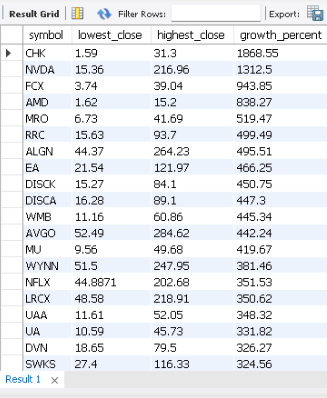 Result Grid Filter Rows: Export:
symbol lowest_close highest_close growth_percent
CHK 1.59 31.3 1868.55
NVDA 15.36 216.96 1312.5
FCX 3.74 39.04 943.85
AMD 1.62 15.2 838.27
MRO 6.73 41.69 519.47
RRC 15.63 93.7 499.49
ALGN 44.37 264.23 495.51
EA 21.54 121.97 466.25
DISCK 15.27 84.1 450.75
DISCA 16.28 89.1 447.3
WMB 11.16 60.86 445.34
AVGO 52.49 284.62 442.24
MU 9.56 49.68 419.67
WYNN 51.5 247.95 381.46
NFLX 44.8871 202.68 351.53
LRCX 48.58 218.91 350.62
UAA 11.61 52.05 348.32
UA 10.59 45.73 331.82
DVN 18.65 79.5 326.27
SWKS 27.4 116.33 324.56
Result 1